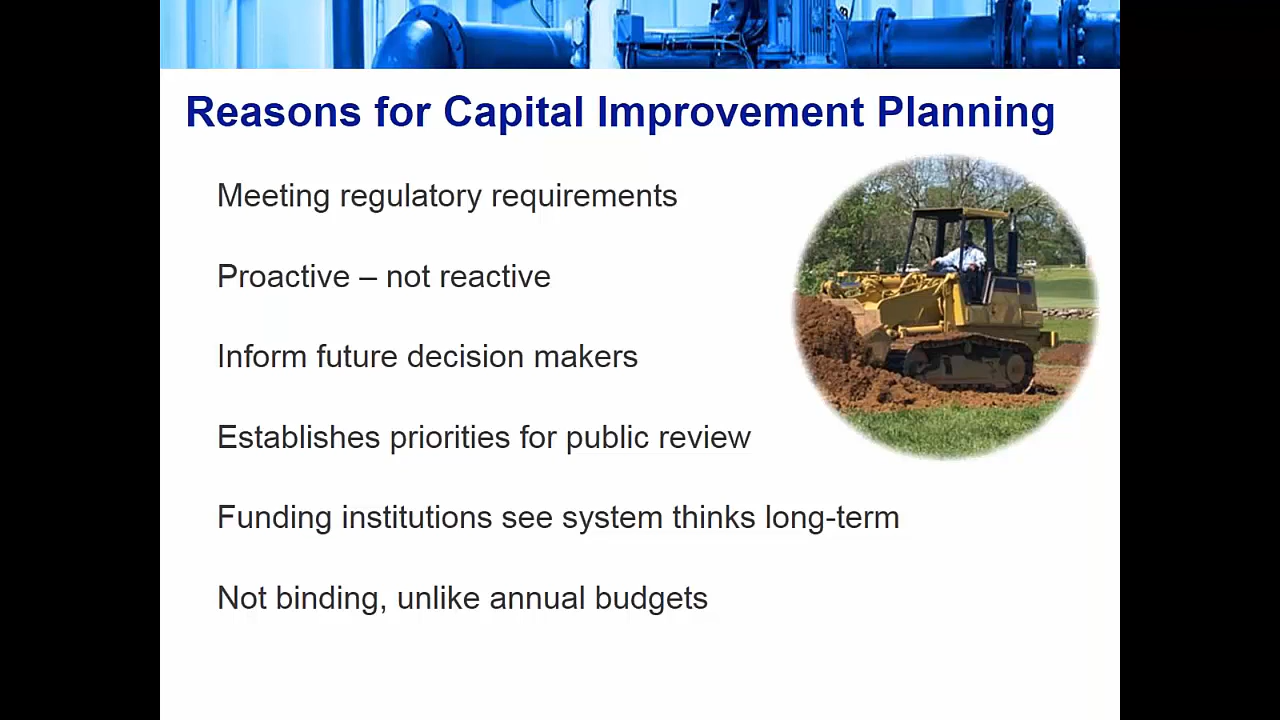 Reasons for Capital Improvement Planning
Meeting regulatory requirements
Proactive – not reactive
Inform future decision makers
Establishes priorities for public review
Funding institutions see system thinks long-term
Not binding, unlike annual budgets